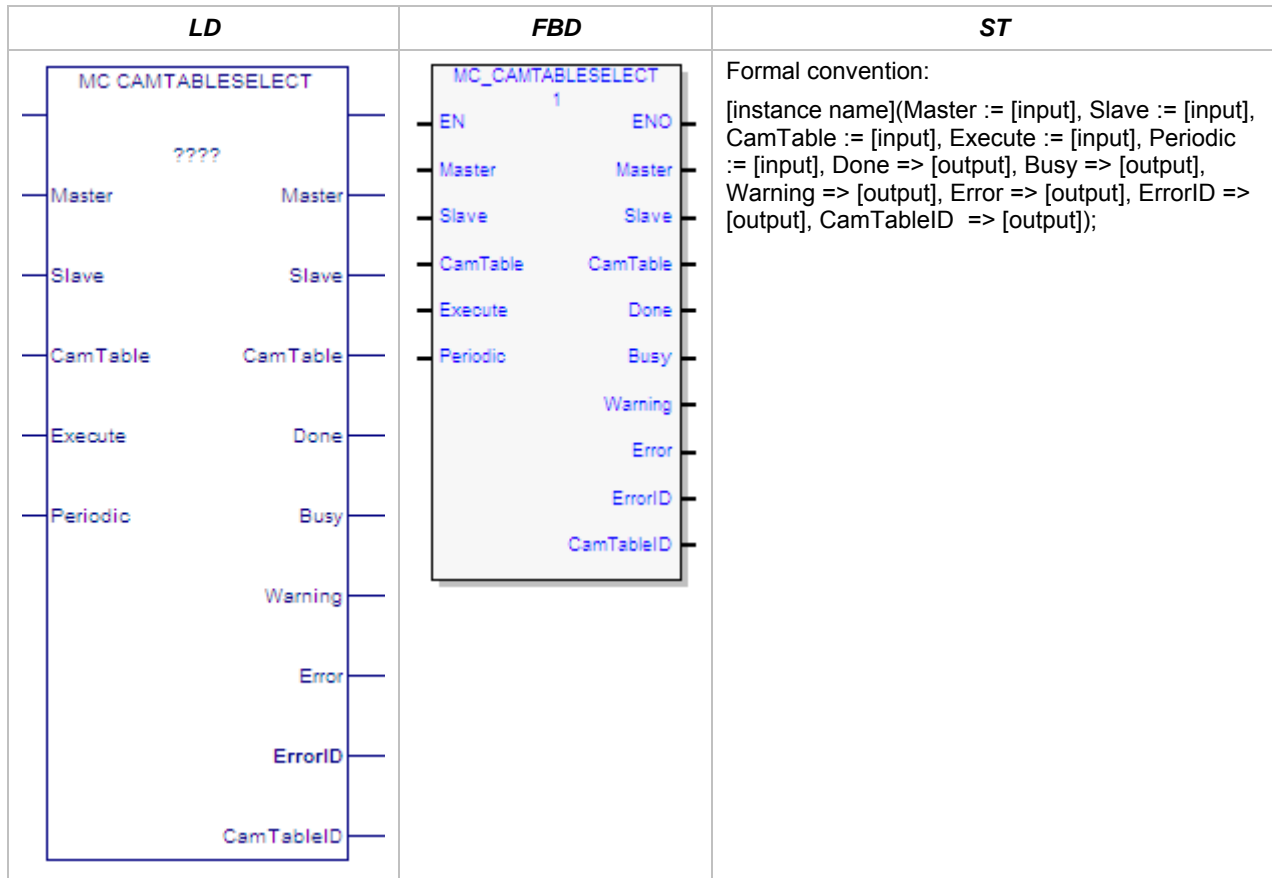 LD
FBD
ST
MC CAMTABLESELECT
????
Master Master
Slave Slave
CamTable CamTable
Execute Done
Periodic Busy
Warning
Error
ErrorID
CamTableID
MC_CAMTABLESELECT
1
EN ENO
Master Master
Slave Slave
CamTable CamTable
Execute Done
Periodic Busy
Warning
Error
ErrorID
CamTableID
Formal convention:
[instance name](Master := [input], Slave := [input],
CamTable := [input], Execute := [input], Periodic
:= [input], Done => [output], Busy => [output],
Warning => [output], Error => [output], ErrorID =>
[output], CamTableID => [output]);